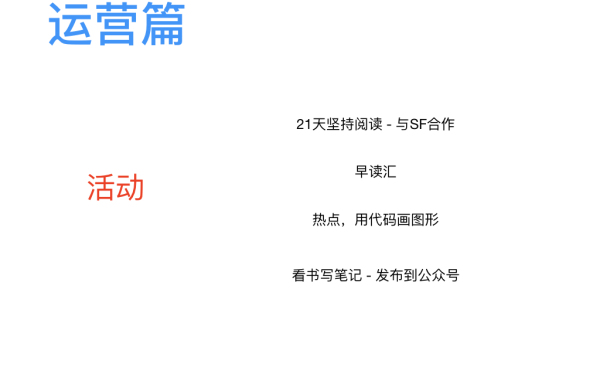 运营篇
21天坚持阅读 - 与SF合作
早读汇
活动
热点，用代码画图形
看书写笔记 - 发布到公众号